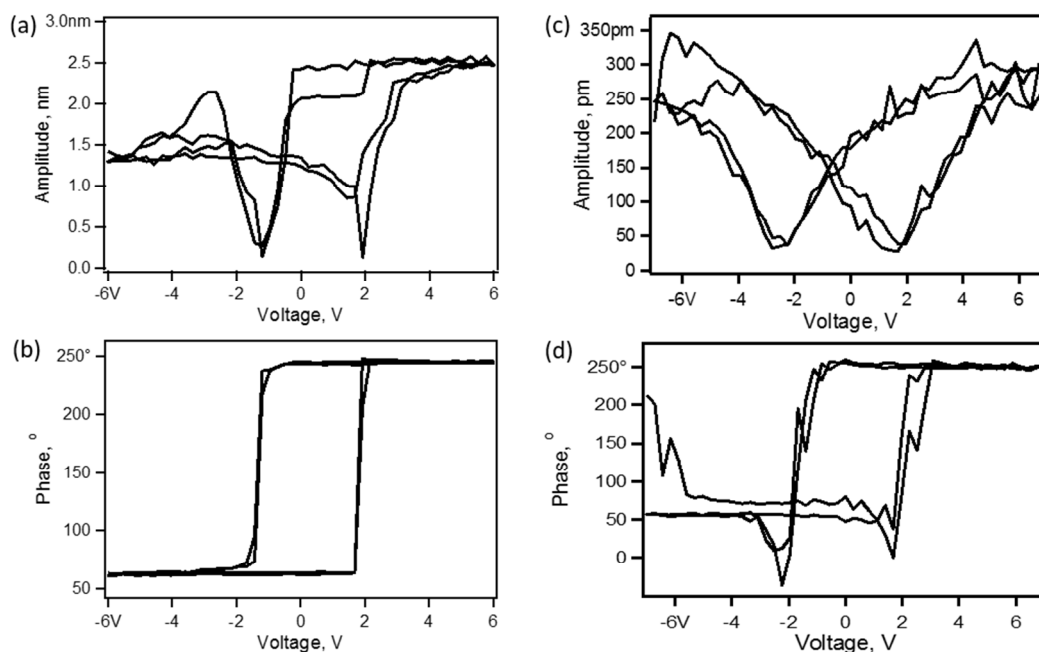 (a)
3.0nm
2.5
2.0
1.5
1.0
0.5
0.0
Amplitude, nm
-6V -4 -2 0 2 4 6
Voltage, V
(c)
350pm
300
250
200
150
100
50
0
Amplitude, pm
-6V -4 -2 0 2 4 6
Voltage, V
(b)
250°
200
150
100
50
Phase, °
-6V -4 -2 0 2 4 6
Voltage, V
(d)
250°
200
150
100
50
0
Phase, °
-6V -4 -2 0 2 4 6
Voltage, V